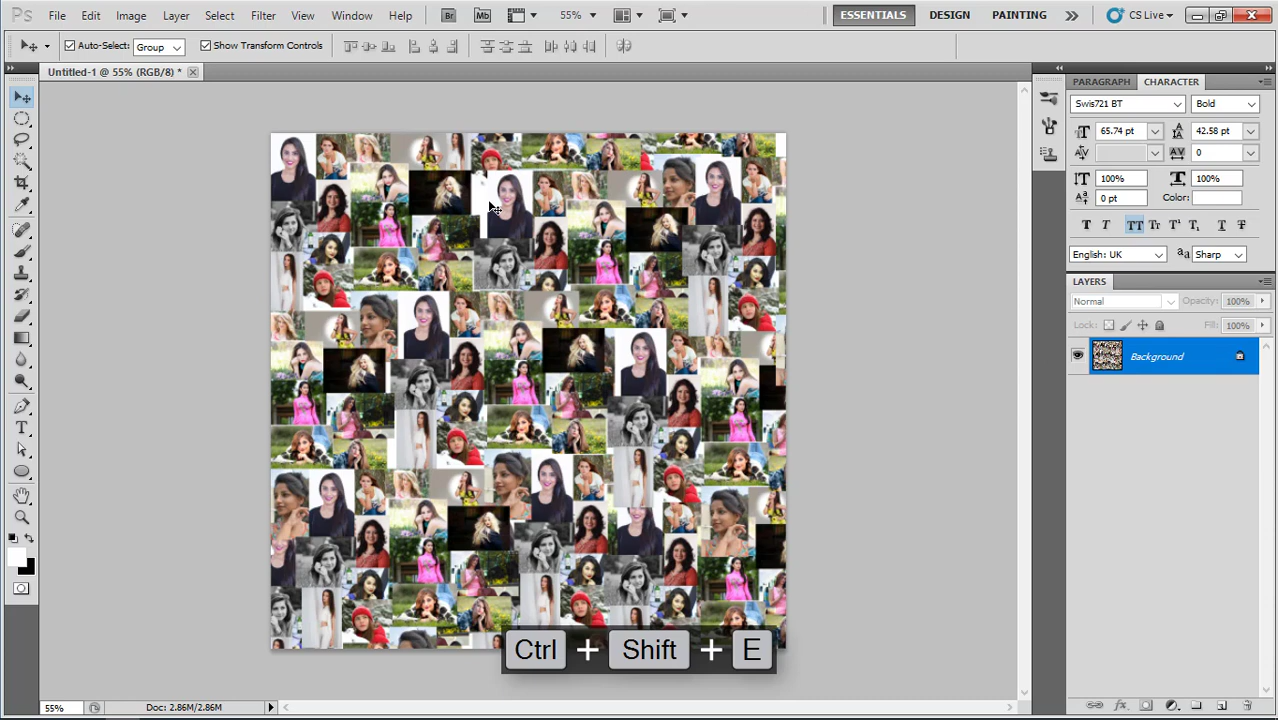 Ps File Edit Image Layer Select Filter View Window Help Br Mb 55% ESSENTIALS DESIGN PAINTING CS Live
Auto-Select: Group Show Transform Controls
Untitled-1 @ 55% (RGB/8) *
PARAGRAPH CHARACTER
Swis721 BT Bold
65.74 pt 42.58 pt
0
100% 100%
0 pt Color:
English: UK Sharp
LAYERS
Normal Opacity: 100%
Lock: Fill: 100%
Background
Ctrl + Shift + E
55% Doc: 2.86M/2.86M